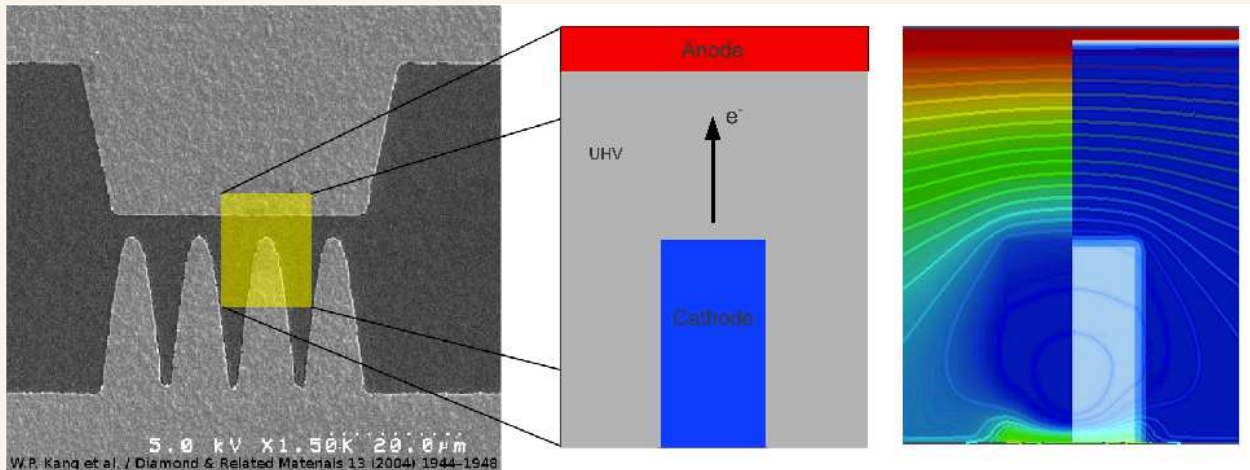 5.0 kV X1.50K 20.0μm
W.P. Kang et al. / Diamond & Related Materials 13 (2004) 1944–1948
Anode
e-
UHV
Cathode